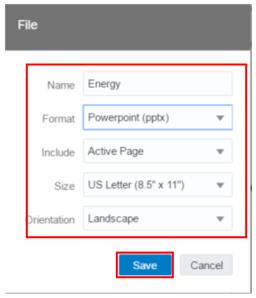 File
Name Energy
Format Powerpoint (pptx)
Include Active Page
Size US Letter (8.5" x 11")
Orientation Landscape
Save Cancel